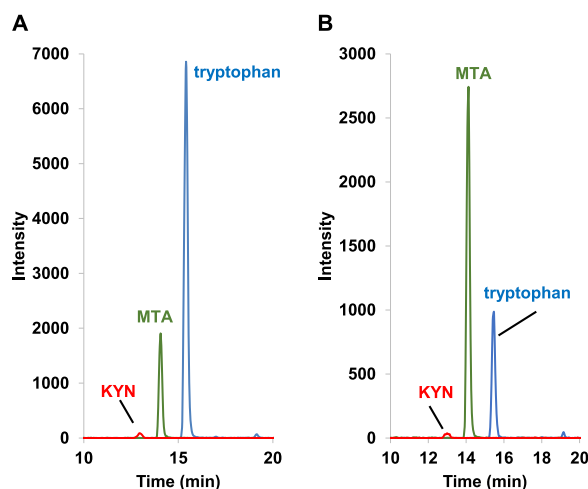 A
7000
6000
5000
4000
3000
2000
1000
0
Intensity
tryptophan
MTA
KYN
10 15 20
Time (min)
B
3000
2500
2000
1500
1000
500
0
Intensity
MTA
tryptophan
KYN
10 12 14 16 18 20
Time (min)